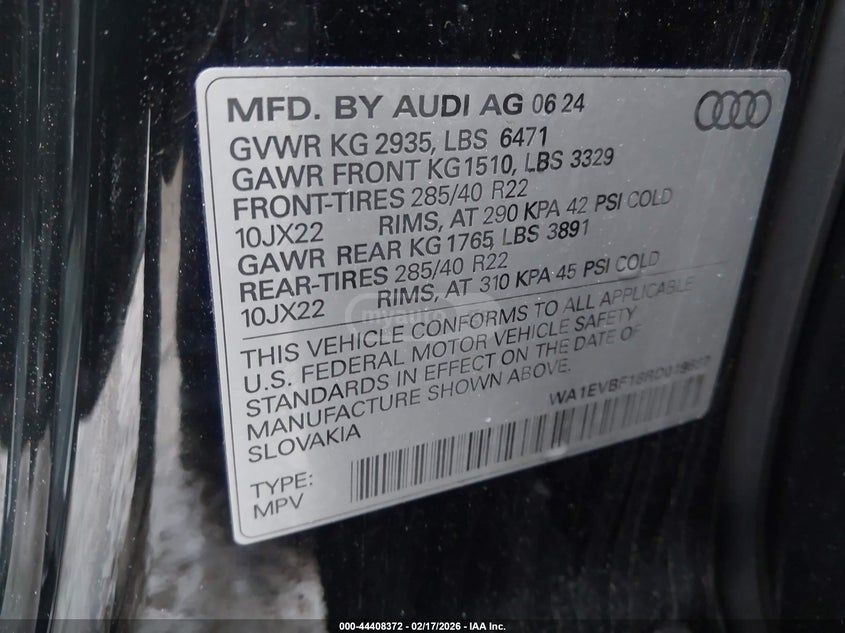 MFD. BY AUDI AG 06 24
GVWR KG 2935, LBS 6471
GAWR FRONT KG1510, LBS 3329
FRONT-TIRES 285/40 R22
10JX22 RIMS, AT 290 KPA 42 PSI COLD
GAWR REAR KG 1765, LBS 3891
REAR-TIRES 285/40 R22
10JX22 RIMS, AT 310 KPA 45 PSI COLD
THIS VEHICLE CONFORMS TO ALL APPLICABLE
U.S. FEDERAL MOTOR VEHICLE SAFETY
STANDARDS IN EFFECT ON THE DATE OF
MANUFACTURE SHOWN ABOVE.
SLOVAKIA
TYPE:
MPV
myauto
000-44408372 - 02/17/2026 - IAA Inc.